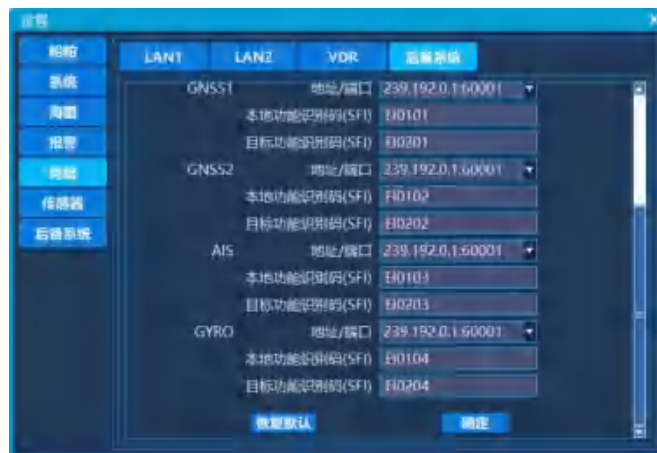 设置
船舶
系统
海图
报警
网络
传感器
后备系统
LAN1 LAN2 VDR 后备系统
GNSS1 地址/端口 239.192.0.1:60001
本地功能识别码(SFI) EI0101
目标功能识别码(SFI) EI0201
GNSS2 地址/端口 239.192.0.1:60001
本地功能识别码(SFI) EI0102
目标功能识别码(SFI) EI0202
AIS 地址/端口 239.192.0.1:60001
本地功能识别码(SFI) EI0103
目标功能识别码(SFI) EI0203
GYRO 地址/端口 239.192.0.1:60001
本地功能识别码(SFI) EI0104
目标功能识别码(SFI) EI0204
恢复默认 确定